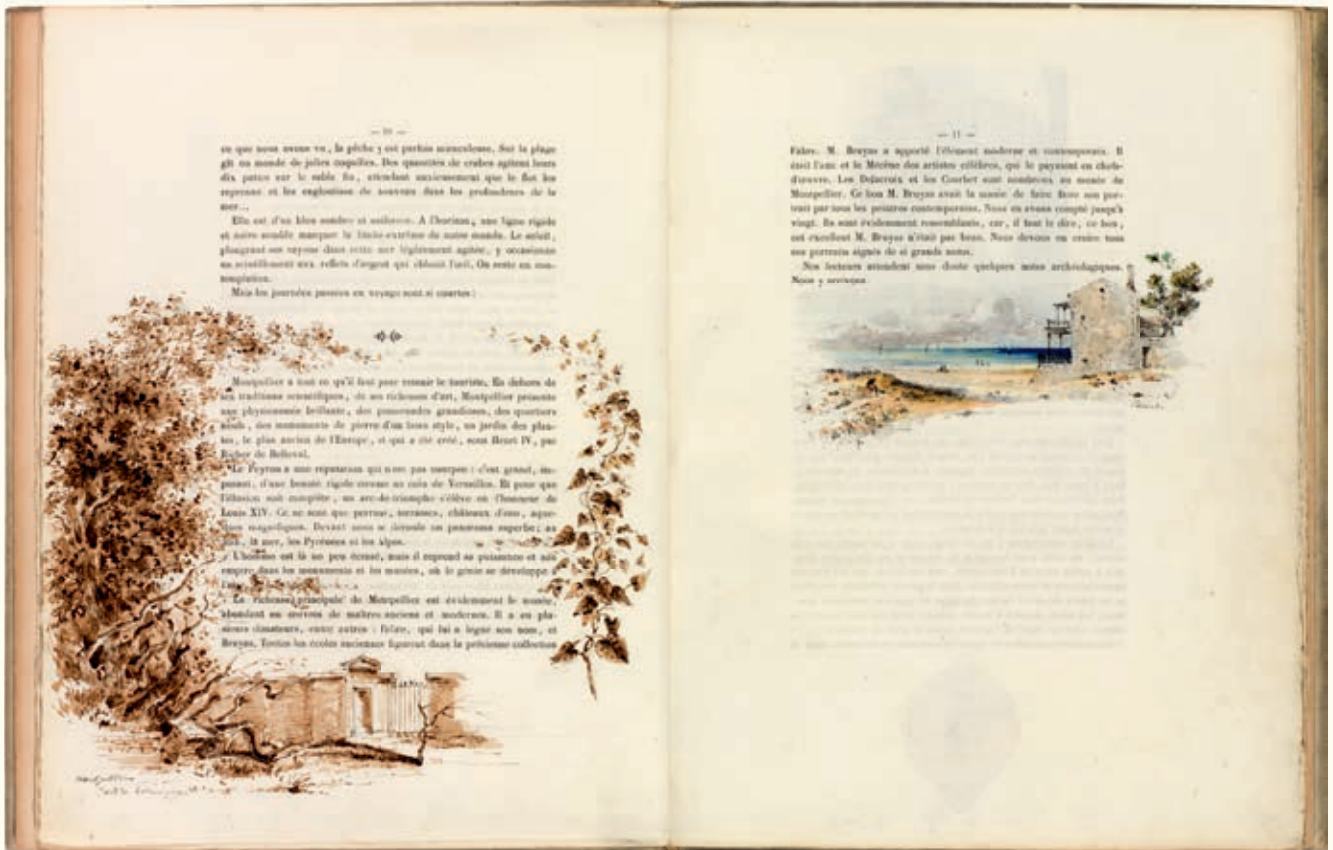 — 10 —
ce que nous avons vu, la pêche y est parfois miraculeuse. Sur la plage
gît un monde de jolies coquilles. Des quantités de crabes agitent leurs
dix pattes sur le sable fin, attendant anxieusement que le flot les
reprenne et les engloutisse de nouveau dans les profondeurs de la
mer...
Elle est d'un bleu sombre et A l'horizon, une ligne rigide
et noire semble marquer la limite extrême de notre monde. Le soleil,
plongeant ses rayons dans cette mer légèrement agitée, y occasionne
un scintillement aux reflets d'argent qui éblouit l'œil. On reste en con-
templation.
Mais les journées passées en voyage sont si courtes!
Montpellier a tout ce qu'il faut pour retenir le touriste. En dehors de
ses traditions scientifiques, de ses richesses d'art, Montpellier présente
une physionomie brillante, des promenades grandioses, des quartiers
neufs, des monuments de pierre d'un beau style, un jardin des plan-
tes, le plus ancien de l'Europe, et qui a été créé, sous Henri IV, par
Richer de Belleval.
Le Peyrou a une réputation qui n'est pas usurpée : c'est grand, im-
posant, d'une beauté rigide comme un coin de Versailles. Et pour que
l'illusion soit complète, un arc-de-triomphe s'élève en l'honneur de
Louis XIV. Ce ne sont que perrons, terrasses, châteaux d'eau, aque-
ducs magnifiques. Devant nous se déroule un panorama superbe; au
loin, la mer, les Pyrénées et les Alpes.
L'homme est là un peu écrasé, mais il reprend sa puissance et son
empire dans les monuments et les musées, où le génie se développe
La richesse principale de Montpellier est évidemment le musée,
abondant en œuvres de maîtres anciens et modernes. Il a eu plu-
sieurs donateurs, entre autres : Fabre, qui lui a légué son nom, et
Bruyas. Toutes les écoles anciennes figurent dans la précieuse collection
Montpellier
— 11 —
Fabre. M. Bruyas a apporté l'élément moderne et contemporain. Il
était l'ami et le Mécène des artistes célèbres, qui le payaient en chefs-
d'œuvre. Les Delacroix et les Courbet sont nombreux au musée de
Montpellier. Ce bon M. Bruyas avait la manie de faire faire son por-
trait par tous les peintres contemporains. Nous en avons compté jusqu'à
vingt. Ils sont évidemment ressemblants, car, il faut le dire, ce bon,
cet excellent M. Bruyas n'était pas beau. Nous devons en croire tous
ses portraits signés de si grands noms.
Nos lecteurs attendent sans doute quelques notes archéologiques.
Nous y arrivons.